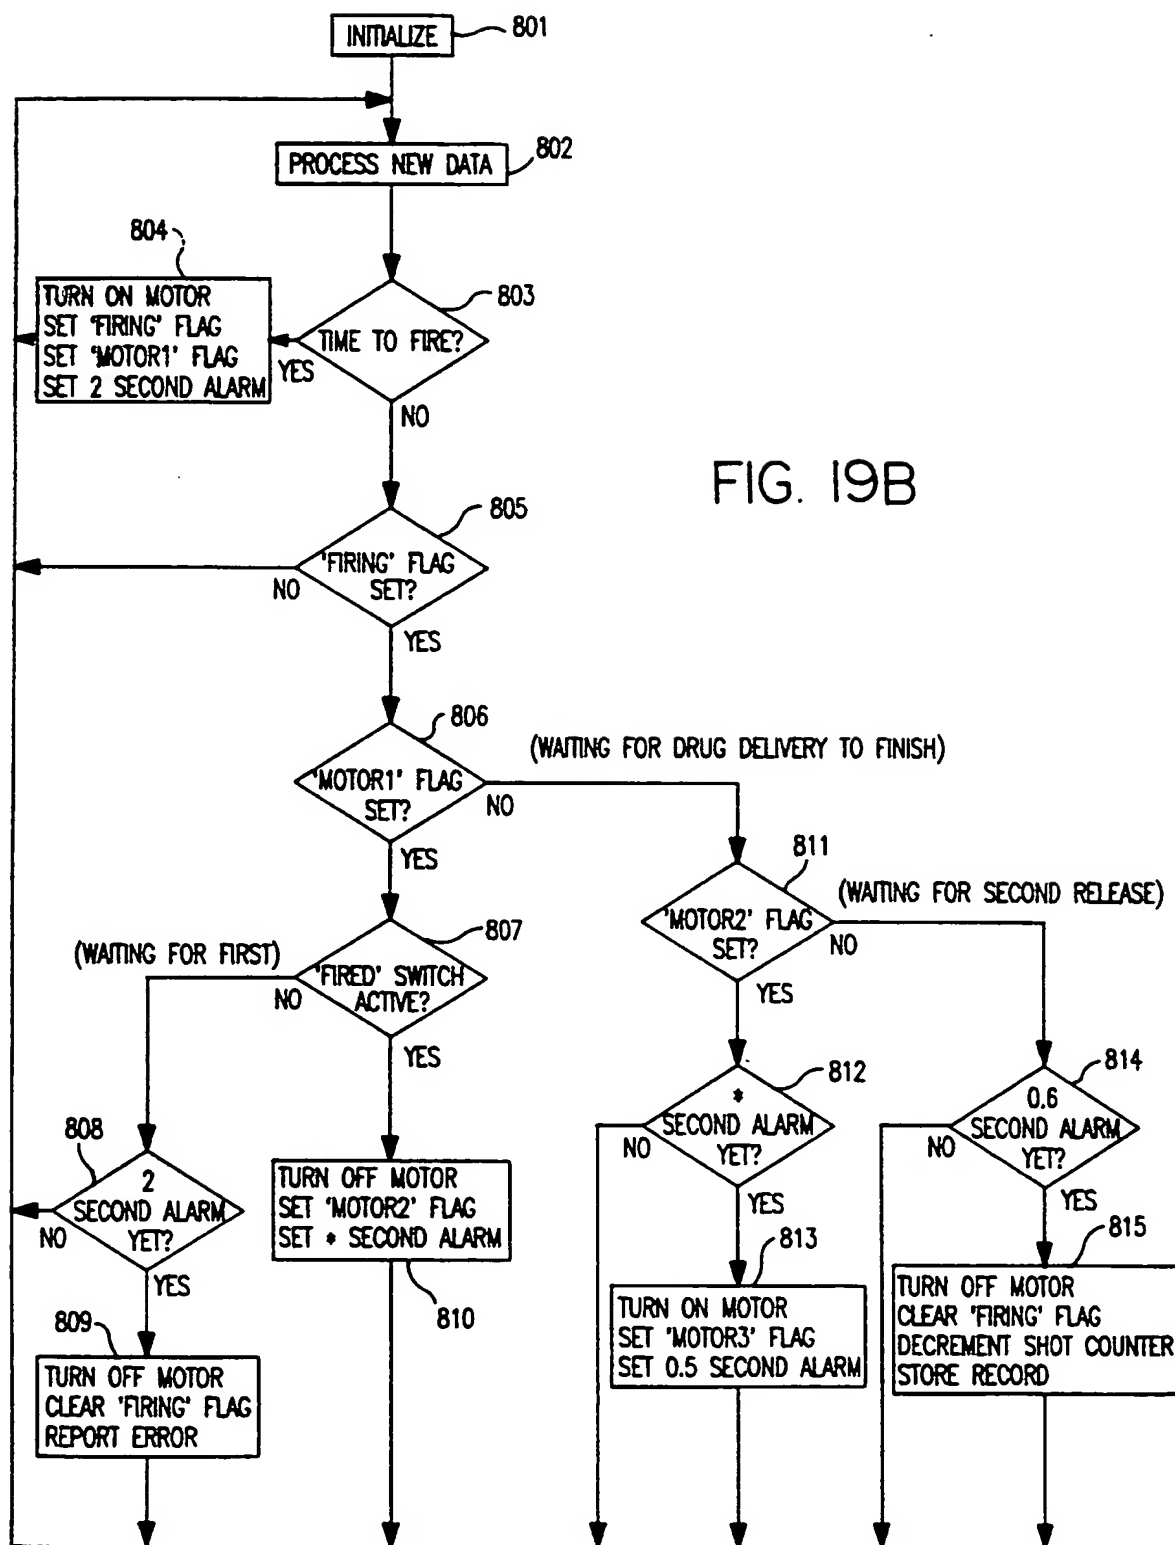 INITIALIZE
801
PROCESS NEW DATA
802
804
TURN ON MOTOR
SET 'FIRING' FLAG
SET 'MOTOR1' FLAG
SET 2 SECOND ALARM
803
TIME TO FIRE?
YES
NO
FIG. 19B
805
'FIRING' FLAG
SET?
NO
YES
806
'MOTOR1' FLAG
SET?
NO
YES
(WAITING FOR DRUG DELIVERY TO FINISH)
811
'MOTOR2' FLAG
SET?
NO
YES
(WAITING FOR SECOND RELEASE)
807
(WAITING FOR FIRST)
'FIRED' SWITCH
ACTIVE?
NO
YES
812
*
SECOND ALARM
YET?
NO
YES
814
0.6
SECOND ALARM
YET?
NO
YES
808
2
SECOND ALARM
YET?
NO
YES
TURN OFF MOTOR
SET 'MOTOR2' FLAG
SET * SECOND ALARM
810
813
TURN ON MOTOR
SET 'MOTOR3' FLAG
SET 0.5 SECOND ALARM
815
TURN OFF MOTOR
CLEAR 'FIRING' FLAG
DECREMENT SHOT COUNTER
STORE RECORD
809
TURN OFF MOTOR
CLEAR 'FIRING' FLAG
REPORT ERROR